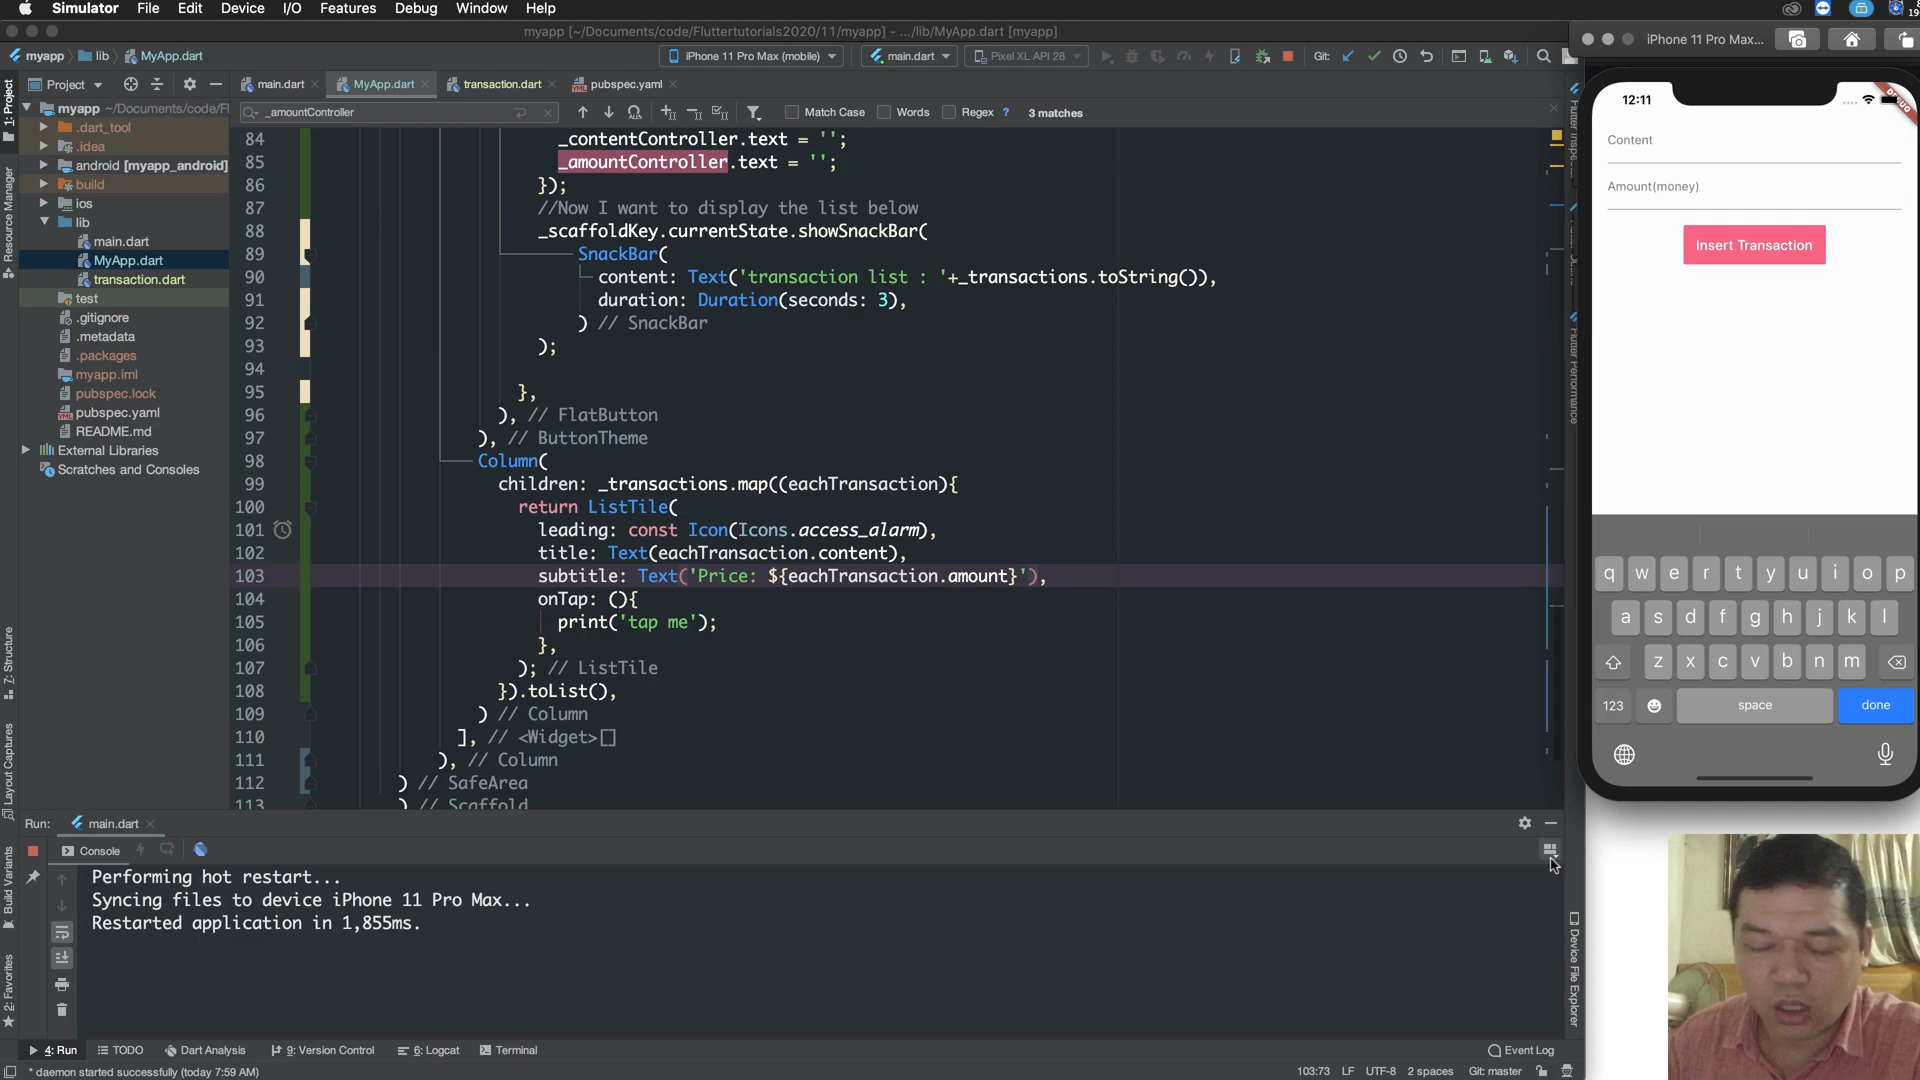 Simulator File Edit Device I/O Features Debug Window Help
19
myapp [~/Documents/code/Fluttertutorials2020/11/myapp] - .../lib/MyApp.dart [myapp]
myapp lib MyApp.dart
iPhone 11 Pro Max (mobile) main.dart Pixel XL API 28 Git:
iPhone 11 Pro Max...
Project
main.dart MyApp.dart transaction.dart pubspec.yaml
myapp ~/Documents/code/Fl
_amountController Match Case Words Regex ? 3 matches
.dart_tool
.idea
android [myapp_android]
build
ios
lib
main.dart
MyApp.dart
transaction.dart
test
.gitignore
.metadata
.packages
myapp.iml
pubspec.lock
pubspec.yaml
README.md
External Libraries
Scratches and Consoles
84 _contentController.text = '';
85 _amountController.text = '';
86 });
87 //Now I want to display the list below
88 _scaffoldKey.currentState.showSnackBar(
89 SnackBar(
90 content: Text('transaction list : '+_transactions.toString()),
91 duration: Duration(seconds: 3),
92 ) // SnackBar
93 );
94
95 },
96 ), // FlatButton
97 ), // ButtonTheme
98 Column(
99 children: _transactions.map((eachTransaction){
100 return ListTile(
101 leading: const Icon(Icons.access_alarm),
102 title: Text(eachTransaction.content),
103 subtitle: Text('Price: ${eachTransaction.amount}'),
104 onTap: (){
105 print('tap me');
106 },
107 ); // ListTile
108 }).toList(),
109 ) // Column
110 ], // <Widget>[]
111 ), // Column
112 ) // SafeArea
113 ) // Scaffold
1: Project
Resource Manager
7: Structure
Layout Captures
Build Variants
2: Favorites
Flutter Performance
Device File Explorer
12:11
DEBUG
Content
Amount(money)
Insert Transaction
q w e r t y u i o p
a s d f g h j k l
z x c v b n m
123 space done
Run: main.dart
Console
Performing hot restart...
Syncing files to device iPhone 11 Pro Max...
Restarted application in 1,855ms.
4: Run TODO Dart Analysis 9: Version Control 6: Logcat Terminal Event Log
* daemon started successfully (today 7:59 AM) 103:73 LF UTF-8 2 spaces Git: master